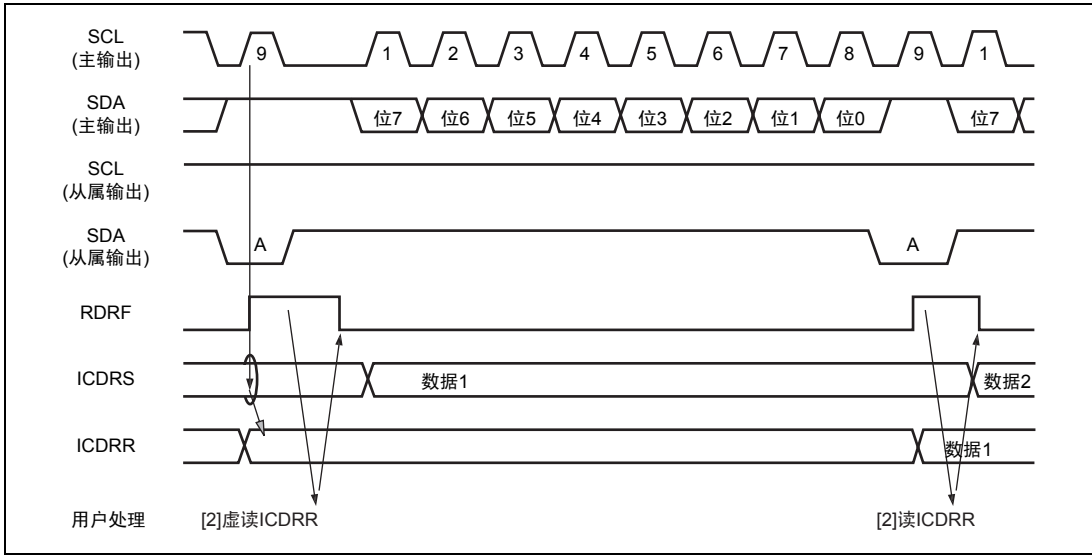 SCL
(主输出)
9 1 2 3 4 5 6 7 8 9 1
SDA
(主输出)
位7 位6 位5 位4 位3 位2 位1 位0 位7
SCL
(从属输出)
SDA
(从属输出)
A A
RDRF
ICDRS
数据1 数据2
ICDRR
数据1
用户处理 [2]虚读ICDRR [2]读ICDRR